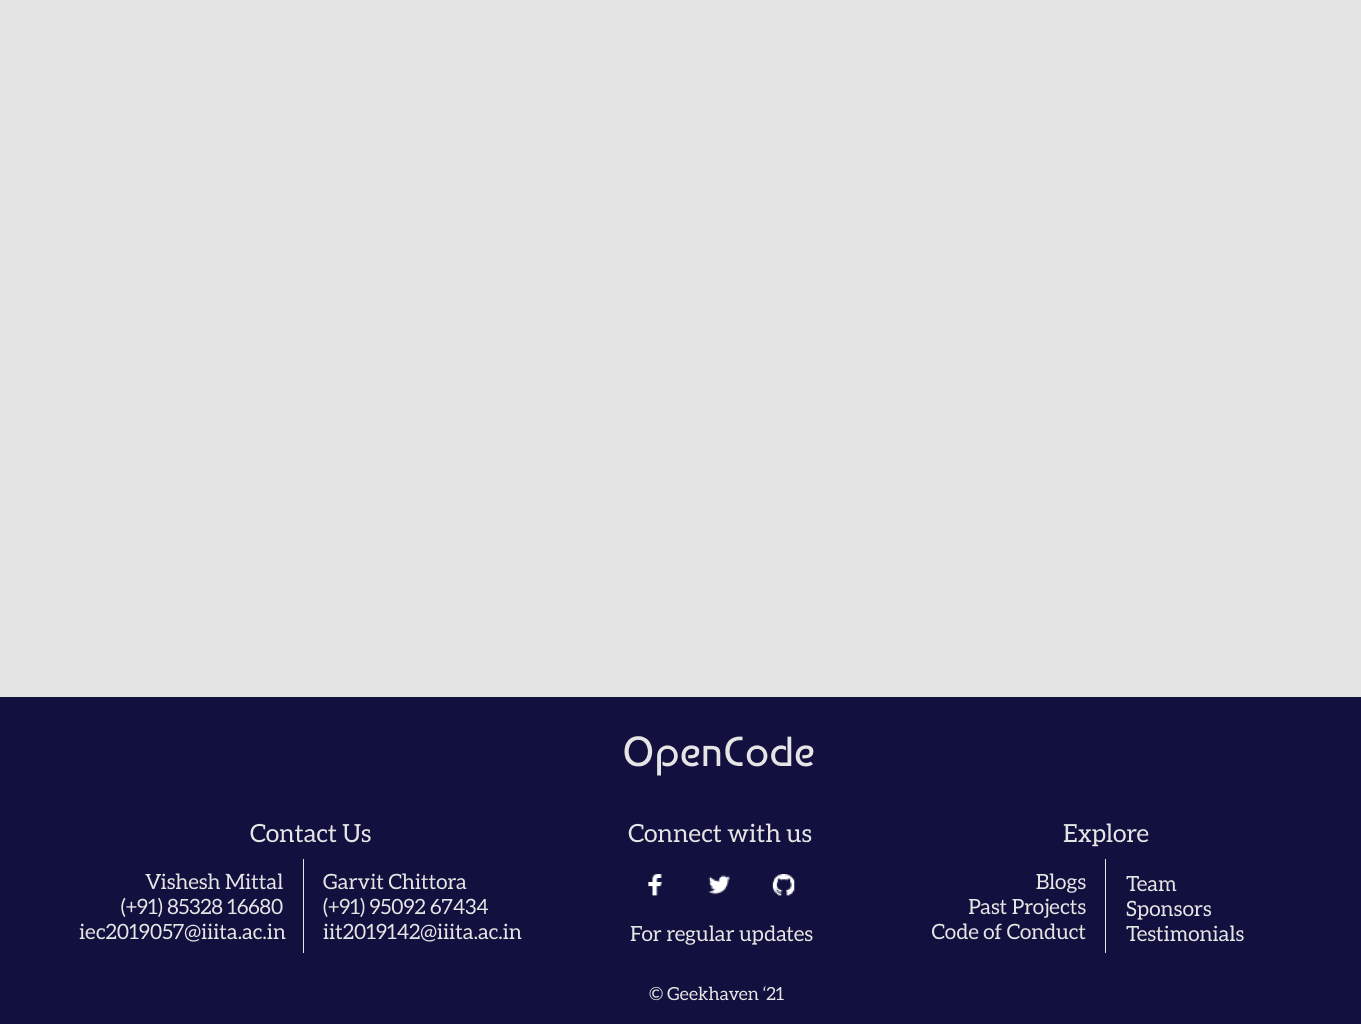 OpenCode
Contact Us
Vishesh Mittal
(+91) 85328 16680
iec2019057@iiita.ac.in
Garvit Chittora
(+91) 95092 67434
iit2019142@iiita.ac.in
Connect with us
For regular updates
Explore
Blogs
Past Projects
Code of Conduct
Team
Sponsors
Testimonials
© Geekhaven ‘21